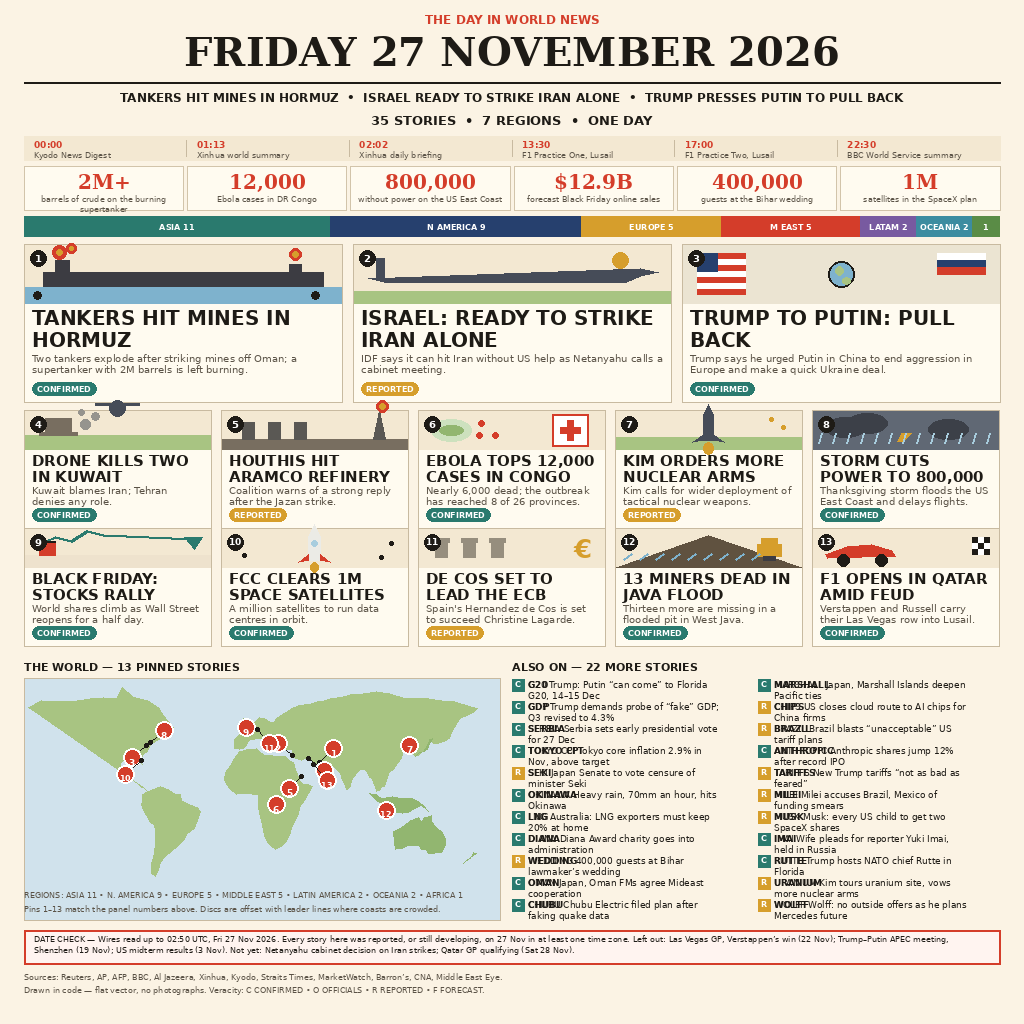 THE DAY IN WORLD NEWS
FRIDAY 27 NOVEMBER 2026
TANKERS HIT MINES IN HORMUZ • ISRAEL READY TO STRIKE IRAN ALONE • TRUMP PRESSES PUTIN TO PULL BACK
35 STORIES • 7 REGIONS • ONE DAY
00:00
Kyodo News Digest
01:13
Xinhua world summary
02:02
Xinhua daily briefing
13:30
F1 Practice One, Lusail
17:00
F1 Practice Two, Lusail
22:30
BBC World Service summary
2M+
barrels of crude on the burning
supertanker
12,000
Ebola cases in DR Congo
800,000
without power on the US East Coast
$12.9B
forecast Black Friday online sales
400,000
guests at the Bihar wedding
1M
satellites in the SpaceX plan
ASIA 11
N AMERICA 9
EUROPE 5
M EAST 5
LATAM 2
OCEANIA 2
1
1
TANKERS HIT MINES IN
HORMUZ
Two tankers explode after striking mines off Oman; a
supertanker with 2M barrels is left burning.
CONFIRMED
2
ISRAEL: READY TO STRIKE
IRAN ALONE
IDF says it can hit Iran without US help as Netanyahu calls a
cabinet meeting.
REPORTED
3
TRUMP TO PUTIN: PULL
BACK
Trump says he urged Putin in China to end aggression in
Europe and make a quick Ukraine deal.
CONFIRMED
4
DRONE KILLS TWO
IN KUWAIT
Kuwait blames Iran; Tehran
denies any role.
CONFIRMED
5
HOUTHIS HIT
ARAMCO REFINERY
Coalition warns of a strong reply
after the Jazan strike.
REPORTED
6
EBOLA TOPS 12,000
CASES IN CONGO
Nearly 6,000 dead; the outbreak
has reached 8 of 26 provinces.
CONFIRMED
7
KIM ORDERS MORE
NUCLEAR ARMS
Kim calls for wider deployment of
tactical nuclear weapons.
REPORTED
8
STORM CUTS
POWER TO 800,000
Thanksgiving storm floods the US
East Coast and delays flights.
CONFIRMED
9
BLACK FRIDAY:
STOCKS RALLY
World shares climb as Wall Street
reopens for a half day.
CONFIRMED
10
FCC CLEARS 1M
SPACE SATELLITES
A million satellites to run data
centres in orbit.
CONFIRMED
11
€
DE COS SET TO
LEAD THE ECB
Spain's Hernandez de Cos is set
to succeed Christine Lagarde.
REPORTED
12
13 MINERS DEAD IN
JAVA FLOOD
Thirteen more are missing in a
flooded pit in West Java.
CONFIRMED
13
F1 OPENS IN QATAR
AMID FEUD
Verstappen and Russell carry
their Las Vegas row into Lusail.
CONFIRMED
THE WORLD — 13 PINNED STORIES
8
3
10
9
11
1
7
5
13
6
12
REGIONS: ASIA 11 • N. AMERICA 9 • EUROPE 5 • MIDDLE EAST 5 • LATIN AMERICA 2 • OCEANIA 2 • AFRICA 1
Pins 1–13 match the panel numbers above. Discs are offset with leader lines where coasts are crowded.
ALSO ON — 22 MORE STORIES
C G20 Trump: Putin “can come” to Florida
G20, 14–15 Dec
C GDP Trump demands probe of “fake” GDP;
Q3 revised to 4.3%
C SERBIA Serbia sets early presidential vote
for 27 Dec
C TOKYO CPI Tokyo core inflation 2.9% in
Nov, above target
R SEKI Japan Senate to vote censure of
minister Seki
C OKINAWA Heavy rain, 70mm an hour, hits
Okinawa
C LNG Australia: LNG exporters must keep
20% at home
C DIANA Diana Award charity goes into
administration
R WEDDING 400,000 guests at Bihar
lawmaker's wedding
C OMAN Japan, Oman FMs agree Mideast
cooperation
C CHUBU Chubu Electric filed plan after
faking quake data
C MARSHALL Japan, Marshall Islands deepen
Pacific ties
R CHIPS US closes cloud route to AI chips for
China firms
R BRAZIL Brazil blasts “unacceptable” US
tariff plans
C ANTHROPIC Anthropic shares jump 12%
after record IPO
R TARIFFS New Trump tariffs “not as bad as
feared”
R MILEI Milei accuses Brazil, Mexico of
funding smears
R MUSK Musk: every US child to get two
SpaceX shares
C IMAI Wife pleads for reporter Yuki Imai,
held in Russia
C RUTTE Trump hosts NATO chief Rutte in
Florida
R URANIUM Kim tours uranium site, vows
more nuclear arms
R WOLFF Wolff: no outside offers as he plans
Mercedes future
DATE CHECK — Wires read up to 02:50 UTC, Fri 27 Nov 2026. Every story here was reported, or still developing, on 27 Nov in at least one time zone. Left out: Las Vegas GP, Verstappen's win (22 Nov); Trump–Putin APEC meeting,
Shenzhen (19 Nov); US midterm results (3 Nov). Not yet: Netanyahu cabinet decision on Iran strikes; Qatar GP qualifying (Sat 28 Nov).
Sources: Reuters, AP, AFP, BBC, Al Jazeera, Xinhua, Kyodo, Straits Times, MarketWatch, Barron's, CNA, Middle East Eye.
Drawn in code — flat vector, no photographs. Veracity: C CONFIRMED • O OFFICIALS • R REPORTED • F FORECAST.